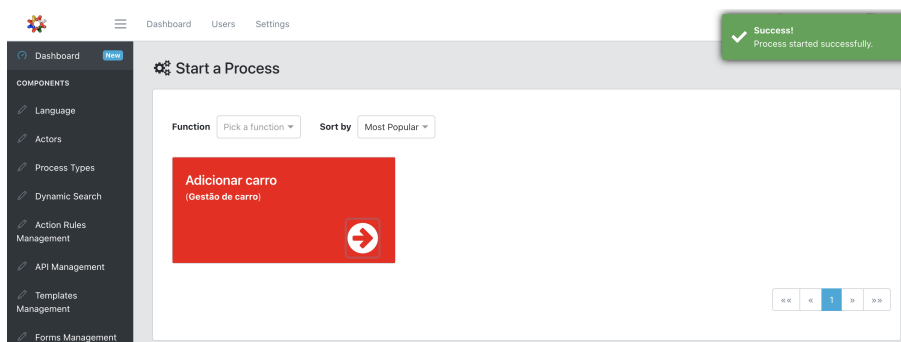 Dashboard Users Settings
Success!
Process started successfully.
Dashboard New
COMPONENTS
Language
Actors
Process Types
Dynamic Search
Action Rules
Management
API Management
Templates
Management
Forms Management
Start a Process
Function Pick a function Sort by Most Popular
Adicionar carro
(Gestão de carro)
«« « 1 » »»